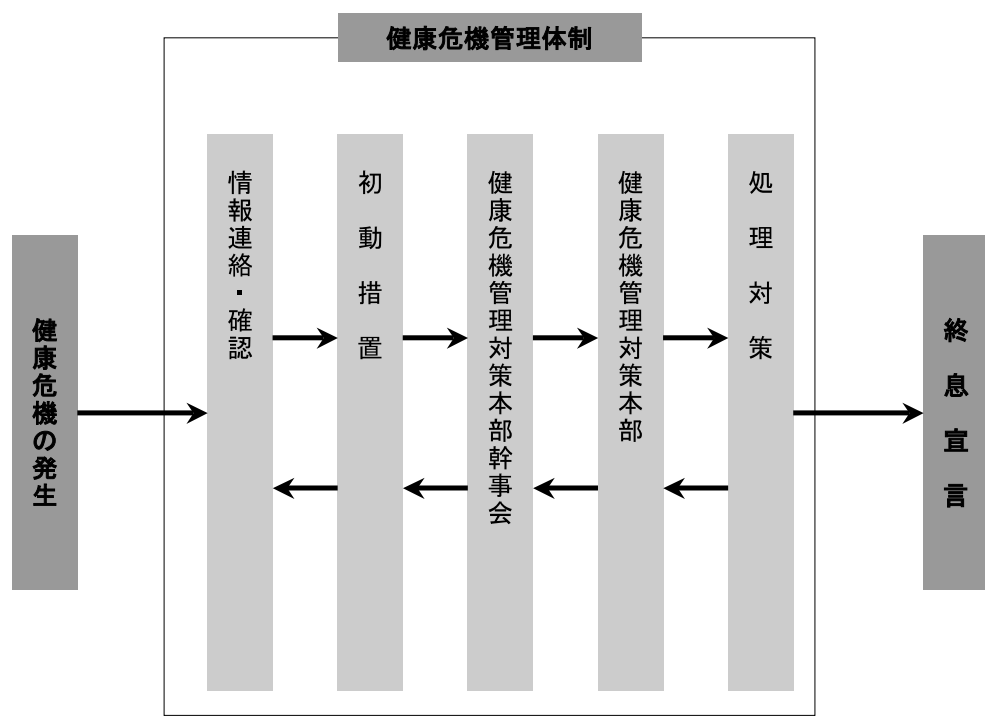 健康危機管理体制
健康危機の発生
情報連絡・確認
初動措置
健康危機管理対策本部幹事会
健康危機管理対策本部
処理対策
終息宣言